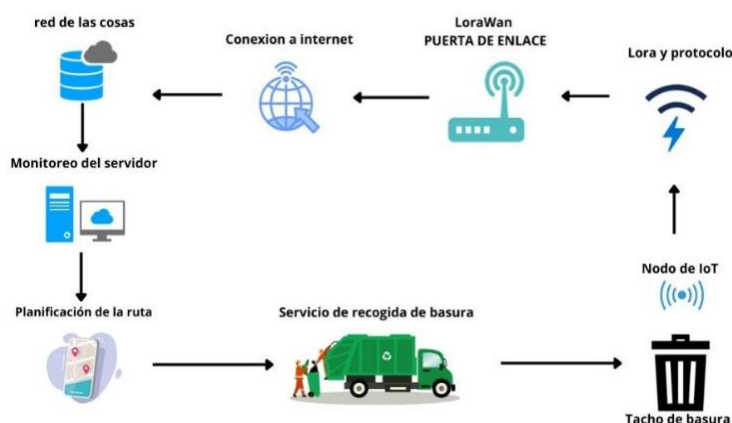 red de las cosas
Conexion a internet
LoraWan
PUERTA DE ENLACE
Lora y protocolo
Monitoreo del servidor
Nodo de IoT
Planificación de la ruta
Servicio de recogida de basura
Tacho de basura